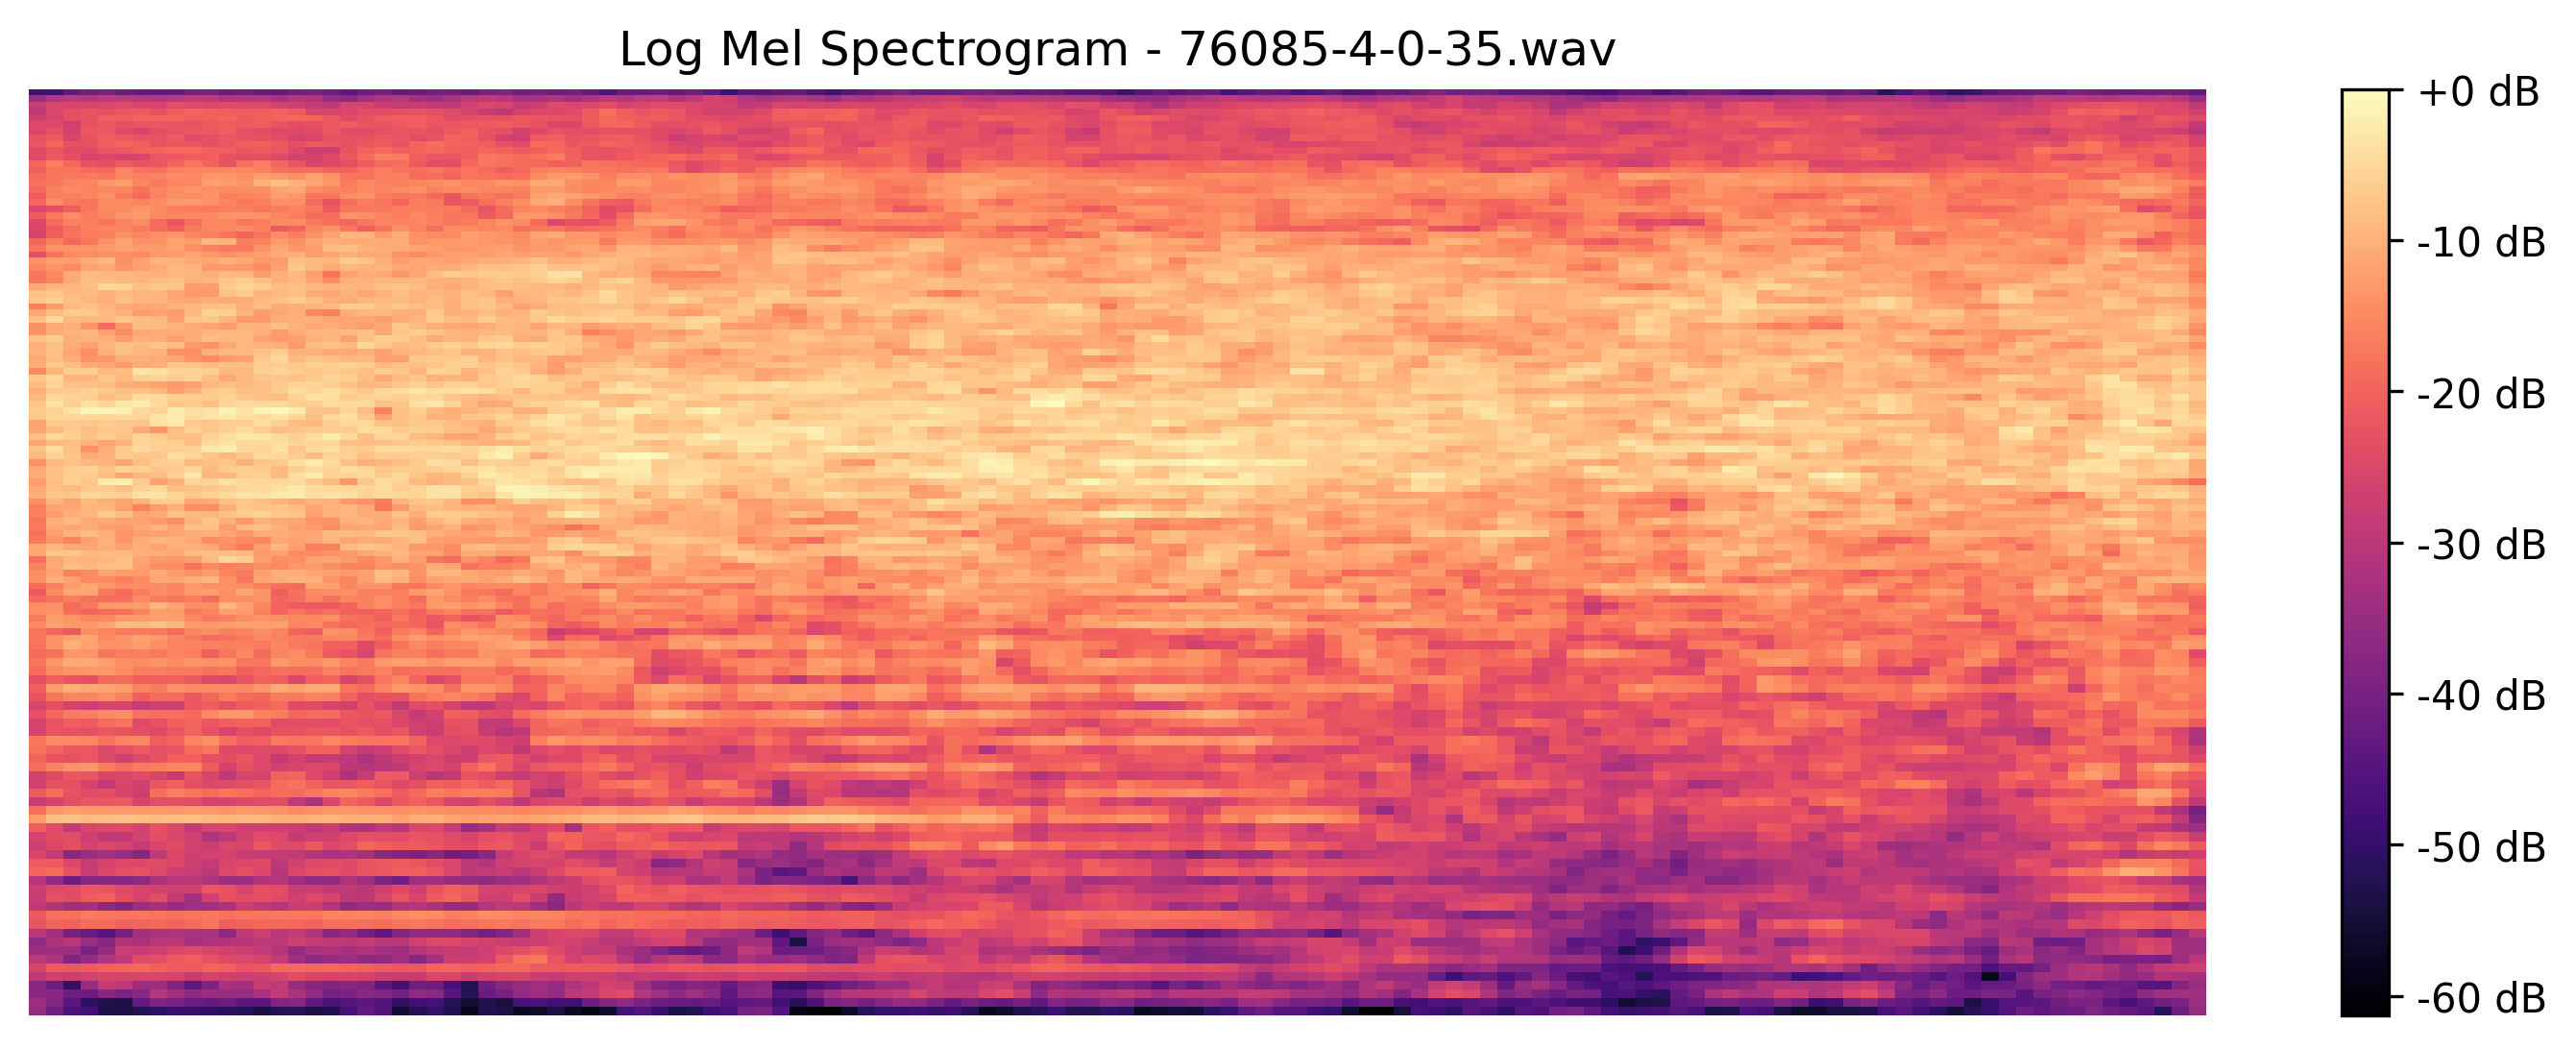 Log Mel Spectrogram - 76085-4-0-35.wav
+0 dB
-10 dB
-20 dB
-30 dB
-40 dB
-50 dB
-60 dB